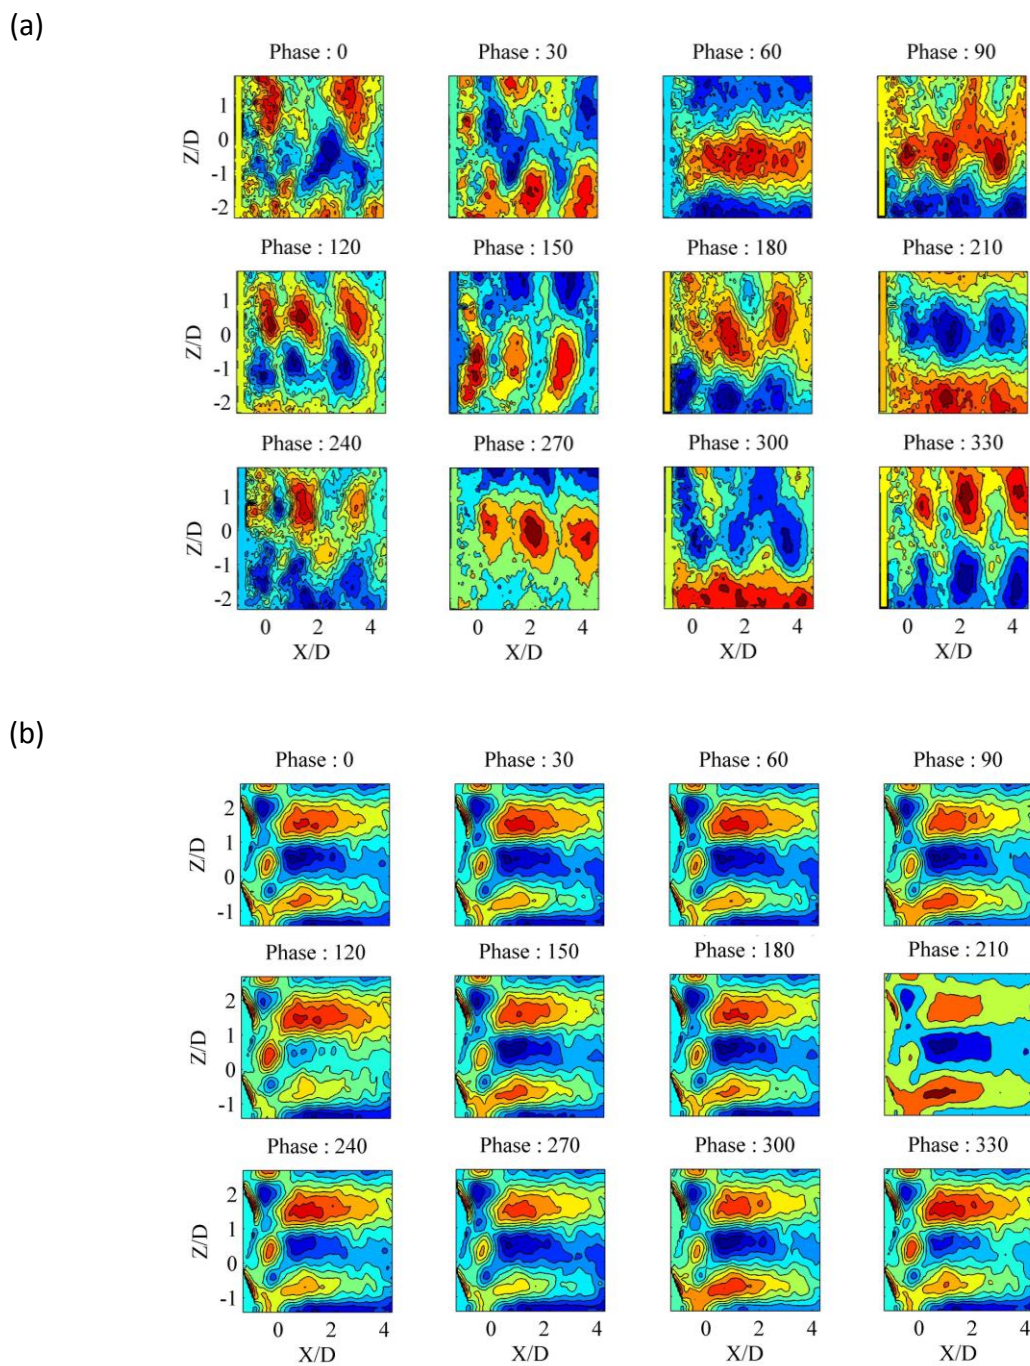 (a)
Phase : 0 Phase : 30 Phase : 60 Phase : 90
1
0
-1
-2
Z/D
Phase : 120 Phase : 150 Phase : 180 Phase : 210
1
0
-1
-2
Z/D
Phase : 240 Phase : 270 Phase : 300 Phase : 330
1
0
-1
-2
Z/D
0 2 4 0 2 4 0 2 4 0 2 4
X/D X/D X/D X/D
(b)
Phase : 0 Phase : 30 Phase : 60 Phase : 90
2
1
0
-1
Z/D
Phase : 120 Phase : 150 Phase : 180 Phase : 210
2
1
0
-1
Z/D
Phase : 240 Phase : 270 Phase : 300 Phase : 330
2
1
0
-1
Z/D
0 2 4 0 2 4 0 2 4 0 2 4
X/D X/D X/D X/D